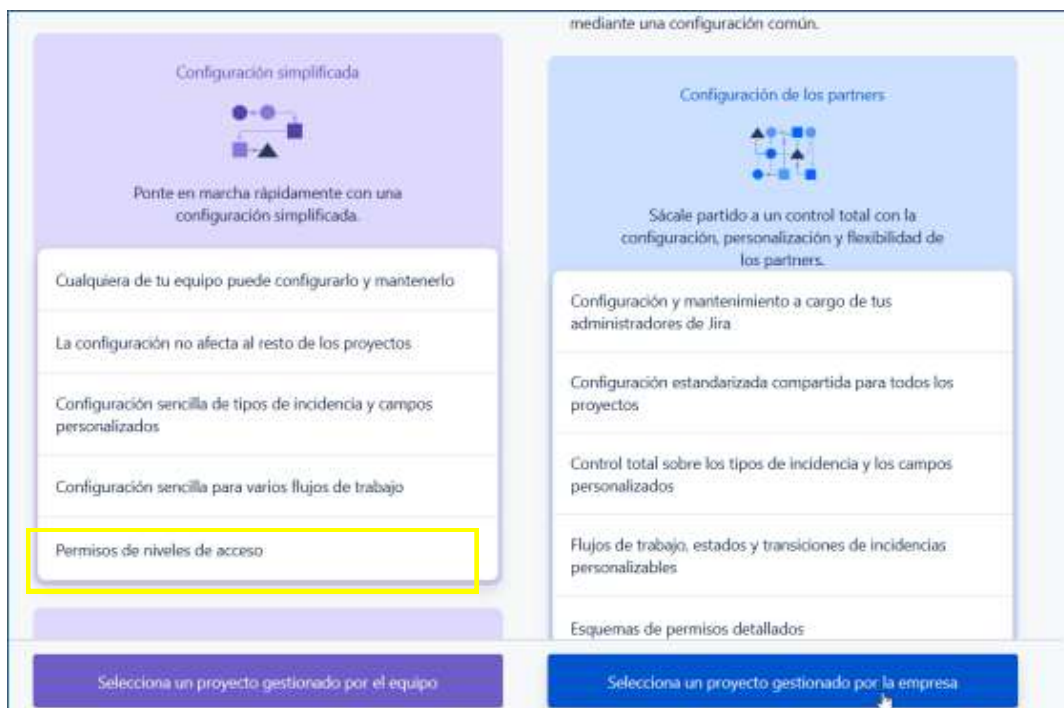 mediante una configuración común.
Configuración simplificada
Ponte en marcha rápidamente con una
configuración simplificada.
Cualquiera de tu equipo puede configurarlo y mantenerlo
La configuración no afecta al resto de los proyectos
Configuración sencilla de tipos de incidencia y campos
personalizados
Configuración sencilla para varios flujos de trabajo
Permisos de niveles de acceso
Selecciona un proyecto gestionado por el equipo
Configuración de los partners
Sácale partido a un control total con la
configuración, personalización y flexibilidad de
los partners.
Configuración y mantenimiento a cargo de tus
administradores de Jira
Configuración estandarizada compartida para todos los
proyectos
Control total sobre los tipos de incidencia y los campos
personalizados
Flujos de trabajo, estados y transiciones de incidencias
personalizables
Esquemas de permisos detallados
Selecciona un proyecto gestionado por la empresa